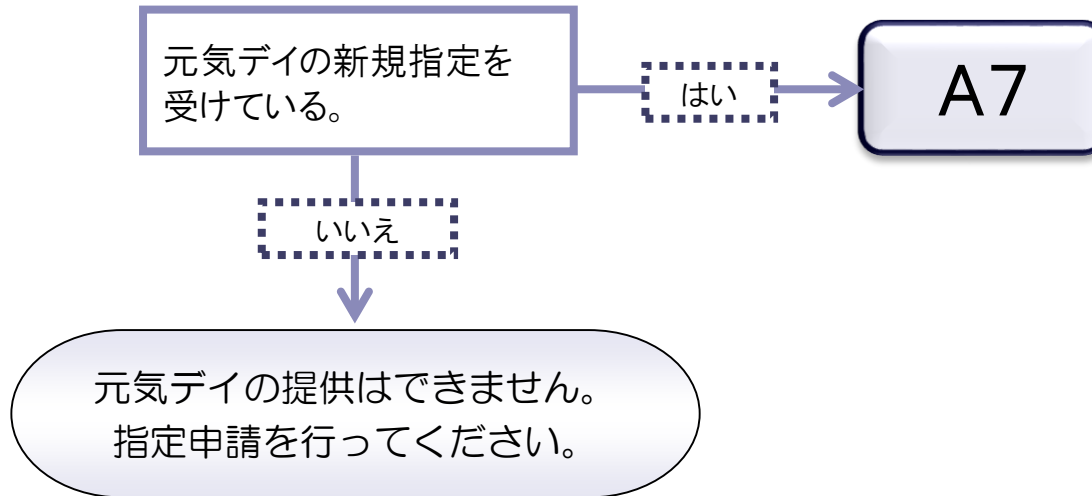 元気デイの新規指定を
受けている。
はい
A7
いいえ
元気デイの提供はできません。
指定申請を行ってください。